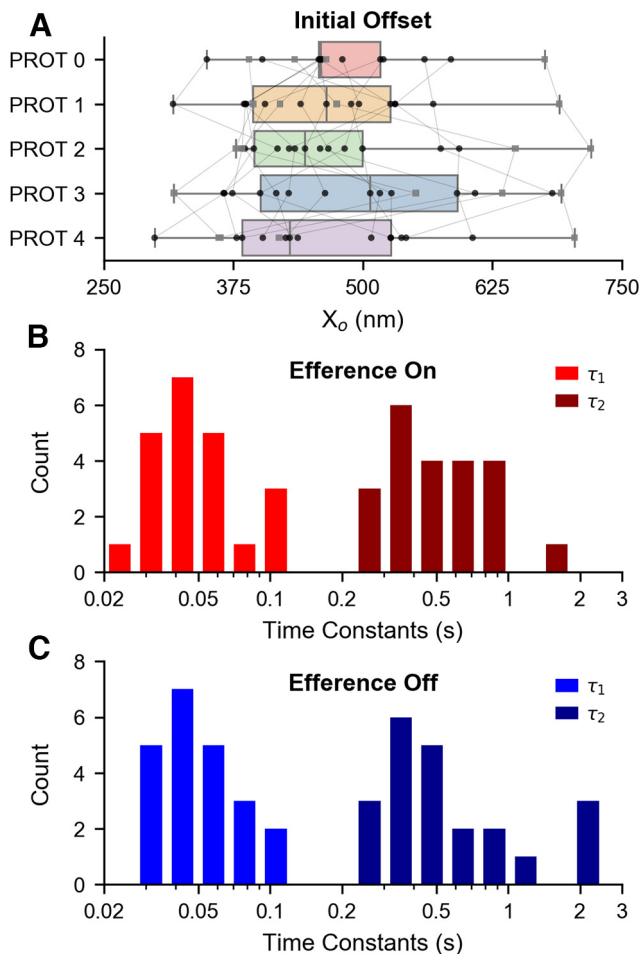 A
Initial Offset
PROT 0
PROT 1
PROT 2
PROT 3
PROT 4
250 375 500 625 750
Xₒ (nm)
B
Efference On
τ₁
τ₂
Count
8
6
4
2
0
0.02 0.05 0.1 0.2 0.5 1 2 3
Time Constants (s)
C
Efference Off
τ₁
τ₂
Count
8
6
4
2
0
0.02 0.05 0.1 0.2 0.5 1 2 3
Time Constants (s)